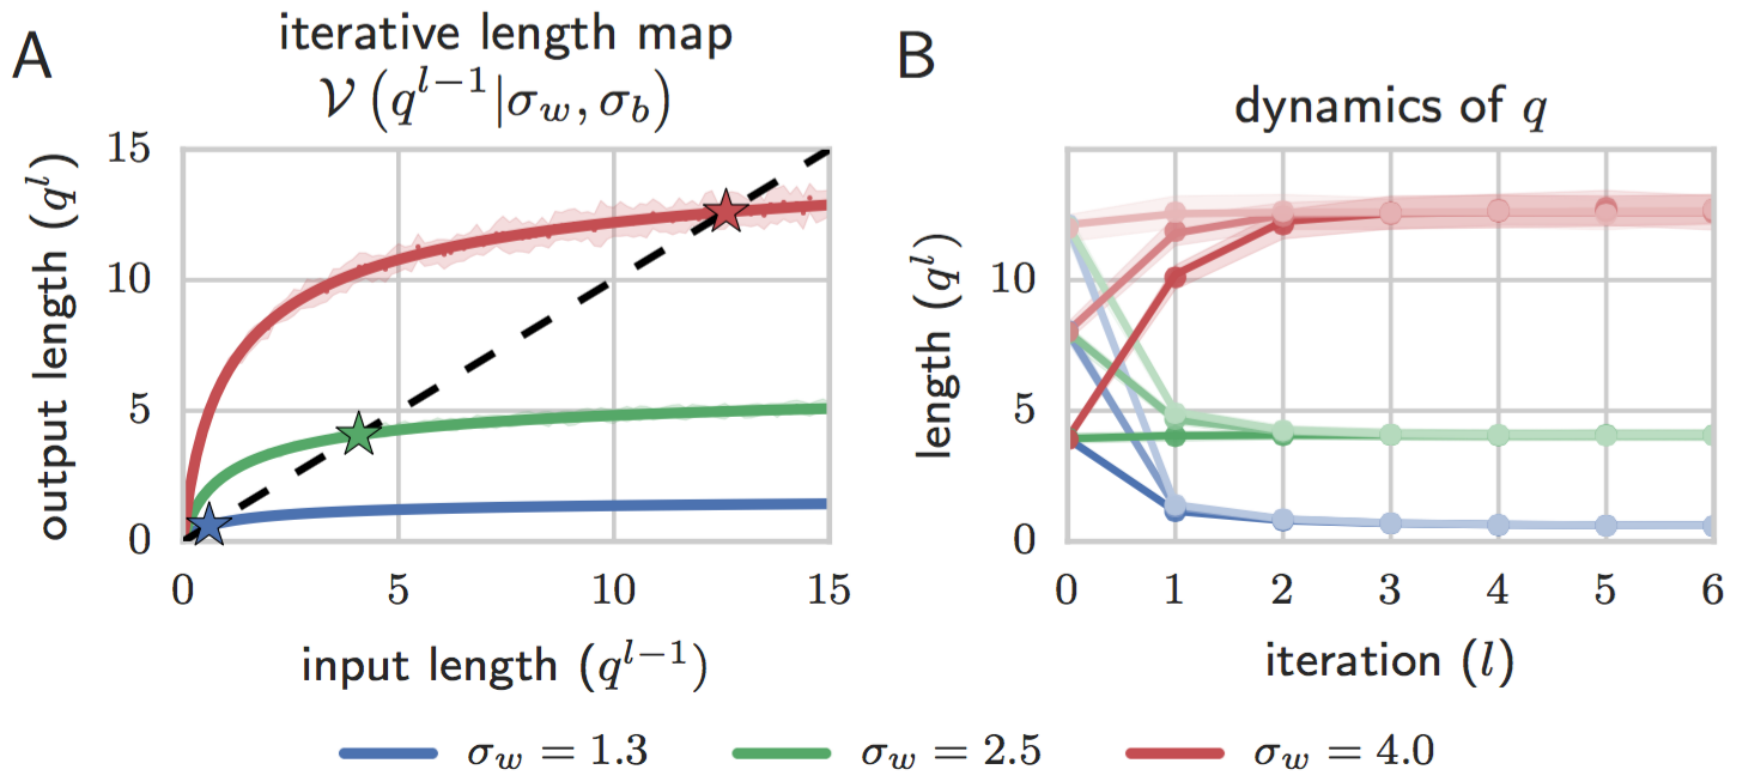 A
iterative length map
𝒱 (q^{l−1}|σ_w, σ_b)
output length (q^l)
15
10
5
0
0 5 10 15
input length (q^{l−1})
B
dynamics of q
length (q^l)
10
5
0
0 1 2 3 4 5 6
iteration (l)
σ_w = 1.3 σ_w = 2.5 σ_w = 4.0